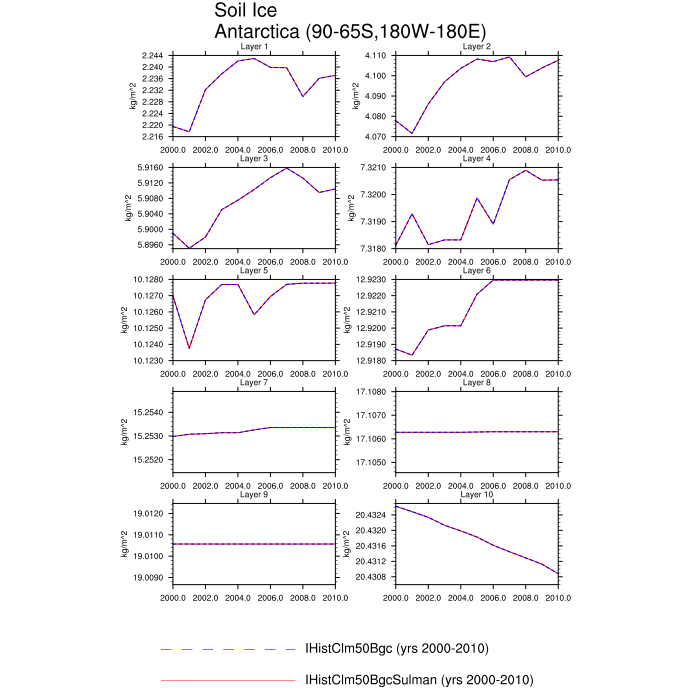 Soil Ice
Antarctica (90-65S,180W-180E)
Layer 1
Layer 2
2.244
2.240
2.236
2.232
2.228
2.224
2.220
2.216
kg/m^2
4.110
4.100
4.090
4.080
4.070
kg/m^2
2000.0 2002.0 2004.0 2006.0 2008.0 2010.0
2000.0 2002.0 2004.0 2006.0 2008.0 2010.0
Layer 3
Layer 4
5.9160
5.9120
5.9080
5.9040
5.9000
5.8960
kg/m^2
7.3210
7.3200
7.3190
7.3180
kg/m^2
2000.0 2002.0 2004.0 2006.0 2008.0 2010.0
2000.0 2002.0 2004.0 2006.0 2008.0 2010.0
Layer 5
Layer 6
10.1280
10.1270
10.1260
10.1250
10.1240
10.1230
kg/m^2
12.9230
12.9220
12.9210
12.9200
12.9190
12.9180
kg/m^2
2000.0 2002.0 2004.0 2006.0 2008.0 2010.0
2000.0 2002.0 2004.0 2006.0 2008.0 2010.0
Layer 7
Layer 8
15.2540
15.2530
15.2520
kg/m^2
17.1080
17.1070
17.1060
17.1050
kg/m^2
2000.0 2002.0 2004.0 2006.0 2008.0 2010.0
2000.0 2002.0 2004.0 2006.0 2008.0 2010.0
Layer 9
Layer 10
19.0120
19.0110
19.0100
19.0090
kg/m^2
20.4324
20.4320
20.4316
20.4312
20.4308
kg/m^2
2000.0 2002.0 2004.0 2006.0 2008.0 2010.0
2000.0 2002.0 2004.0 2006.0 2008.0 2010.0
IHistClm50Bgc (yrs 2000-2010)
IHistClm50BgcSulman (yrs 2000-2010)